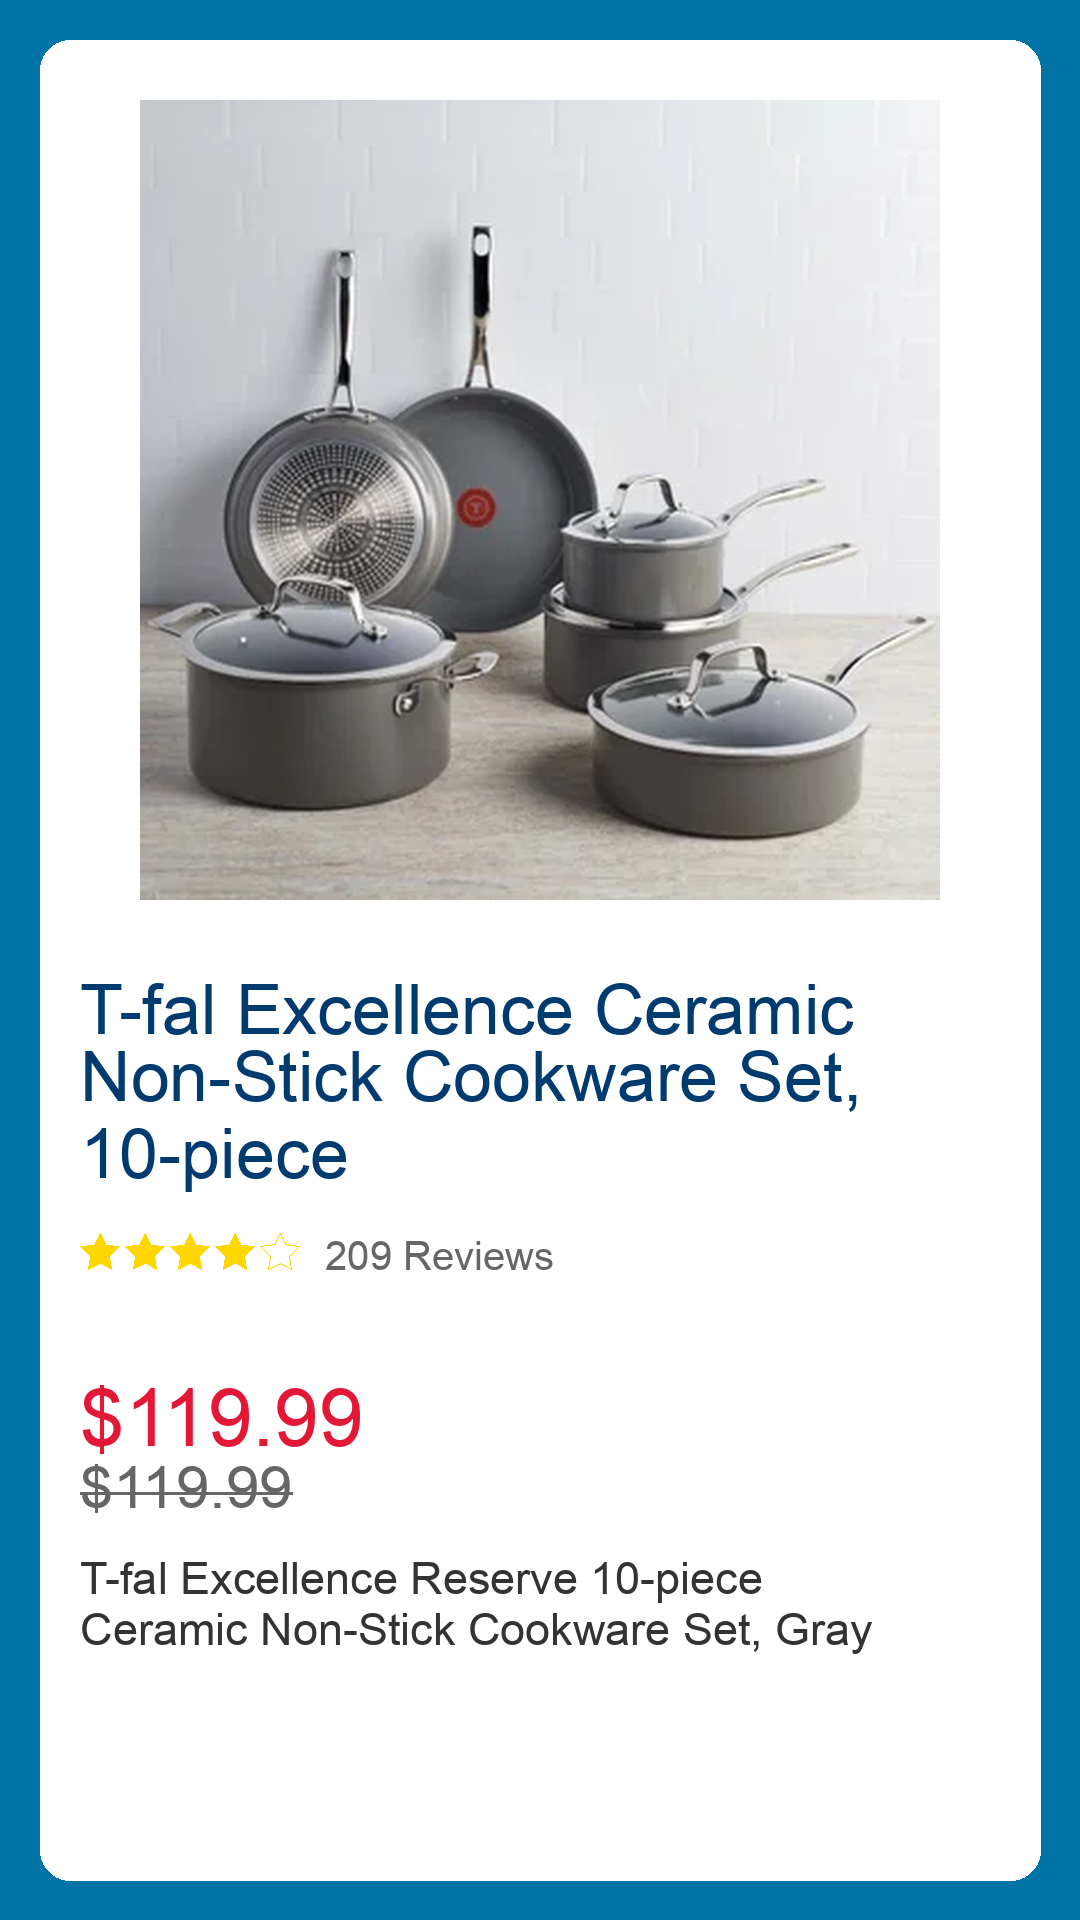 T-fal Excellence Ceramic
Non-Stick Cookware Set,
10-piece
209 Reviews
$119.99
$119.99
T-fal Excellence Reserve 10-piece
Ceramic Non-Stick Cookware Set, Gray